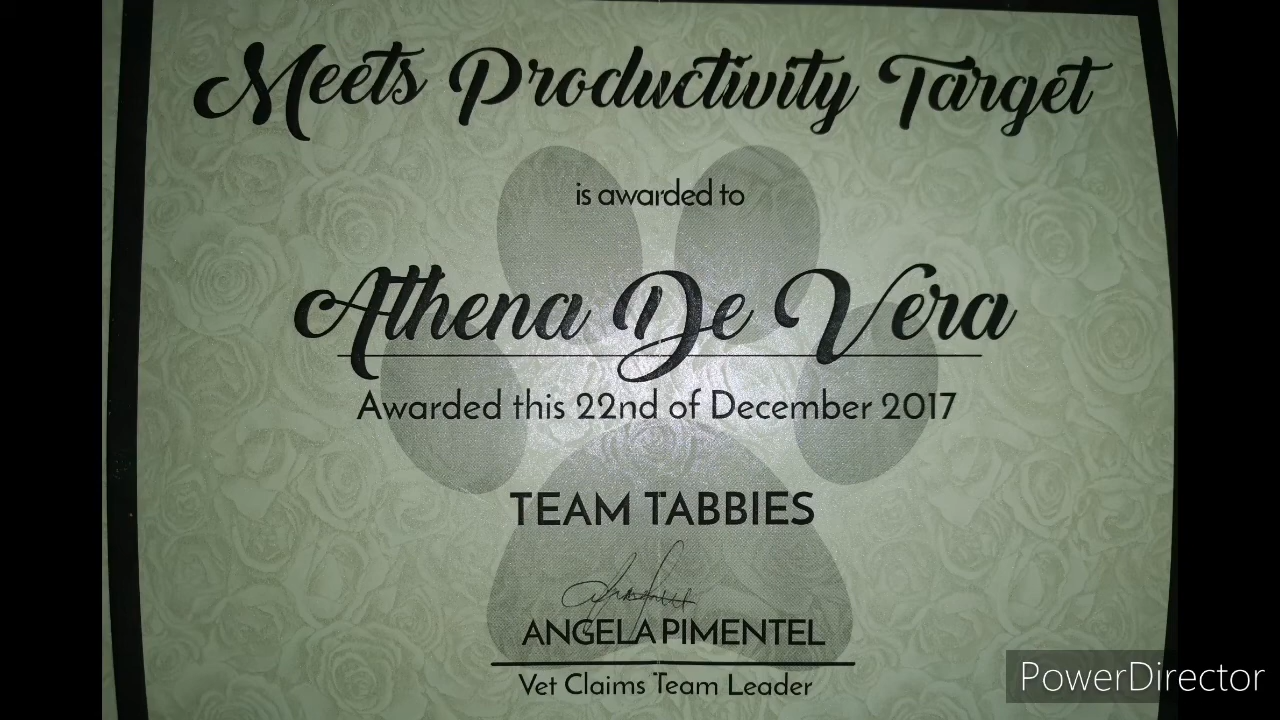 Meets Productivity Target
is awarded to
Athena De Vera
Awarded this 22nd of December 2017
TEAM TABBIES
ANGELA PIMENTEL
Vet Claims Team Leader
PowerDirector